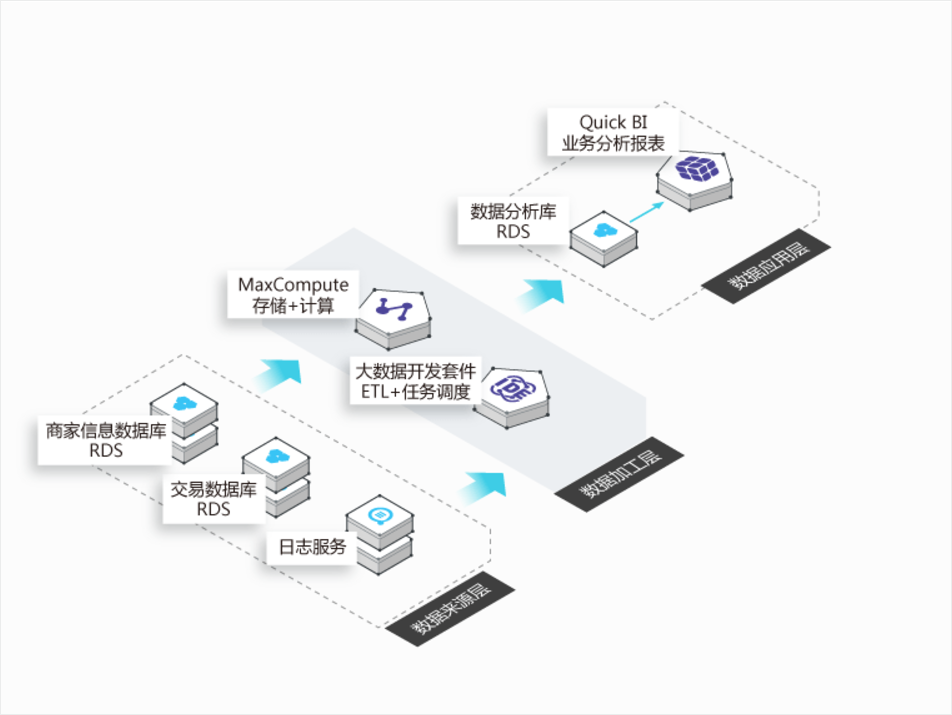 Quick BI
业务分析报表
数据分析库
RDS
数据应用层
MaxCompute
存储+计算
大数据开发套件
ETL+任务调度
数据加工层
商家信息数据库
RDS
交易数据库
RDS
日志服务
数据来源层